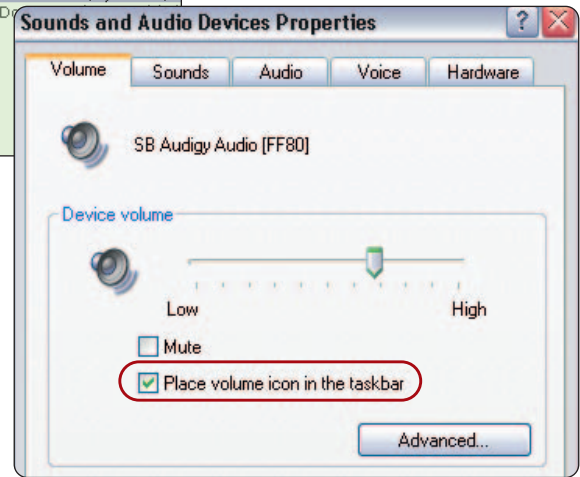 Sounds and Audio Devices Properties
Volume Sounds Audio Voice Hardware
SB Audigy Audio [FF80]
Device volume
Low High
Mute
Place volume icon in the taskbar
Advanced...